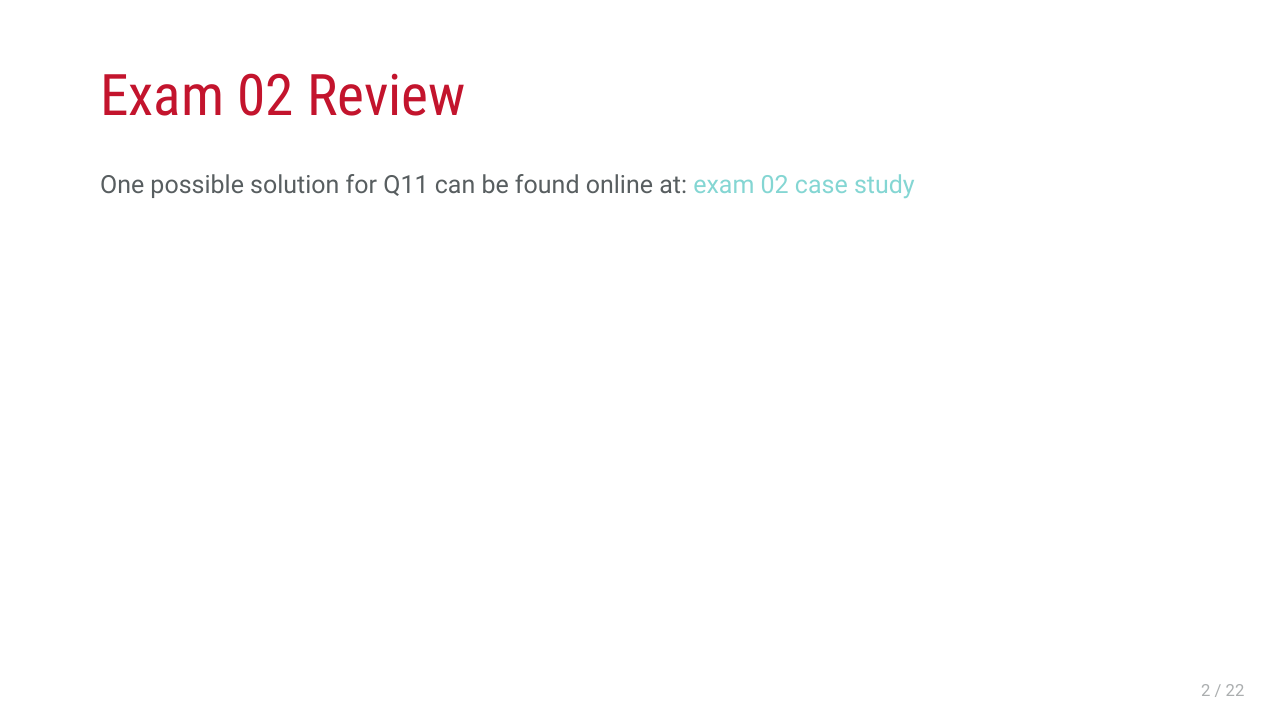 Exam 02 Review
One possible solution for Q11 can be found online at: exam 02 case study
2 / 22